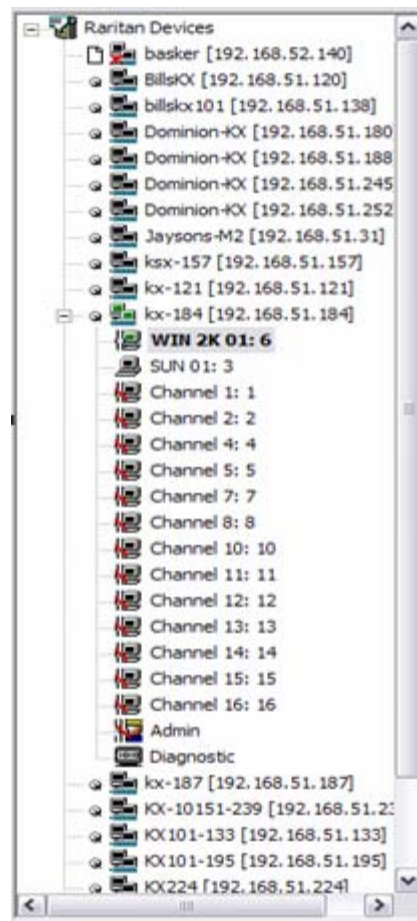 Raritan Devices
basker [192.168.52.140]
BillsKX [192.168.51.120]
billskx101 [192.168.51.138]
Dominion-KX [192.168.51.180
Dominion-KX [192.168.51.188
Dominion-KX [192.168.51.245
Dominion-KX [192.168.51.252
Jaysons-M2 [192.168.51.31]
ksx-157 [192.168.51.157]
kx-121 [192.168.51.121]
kx-184 [192.168.51.184]
WIN 2K 01: 6
SUN 01: 3
Channel 1: 1
Channel 2: 2
Channel 4: 4
Channel 5: 5
Channel 7: 7
Channel 8: 8
Channel 10: 10
Channel 11: 11
Channel 12: 12
Channel 13: 13
Channel 14: 14
Channel 15: 15
Channel 16: 16
Admin
Diagnostic
kx-187 [192.168.51.187]
KX-10151-239 [192.168.51.23
KX101-133 [192.168.51.133]
KX101-195 [192.168.51.195]
KX224 [192.168.51.224]